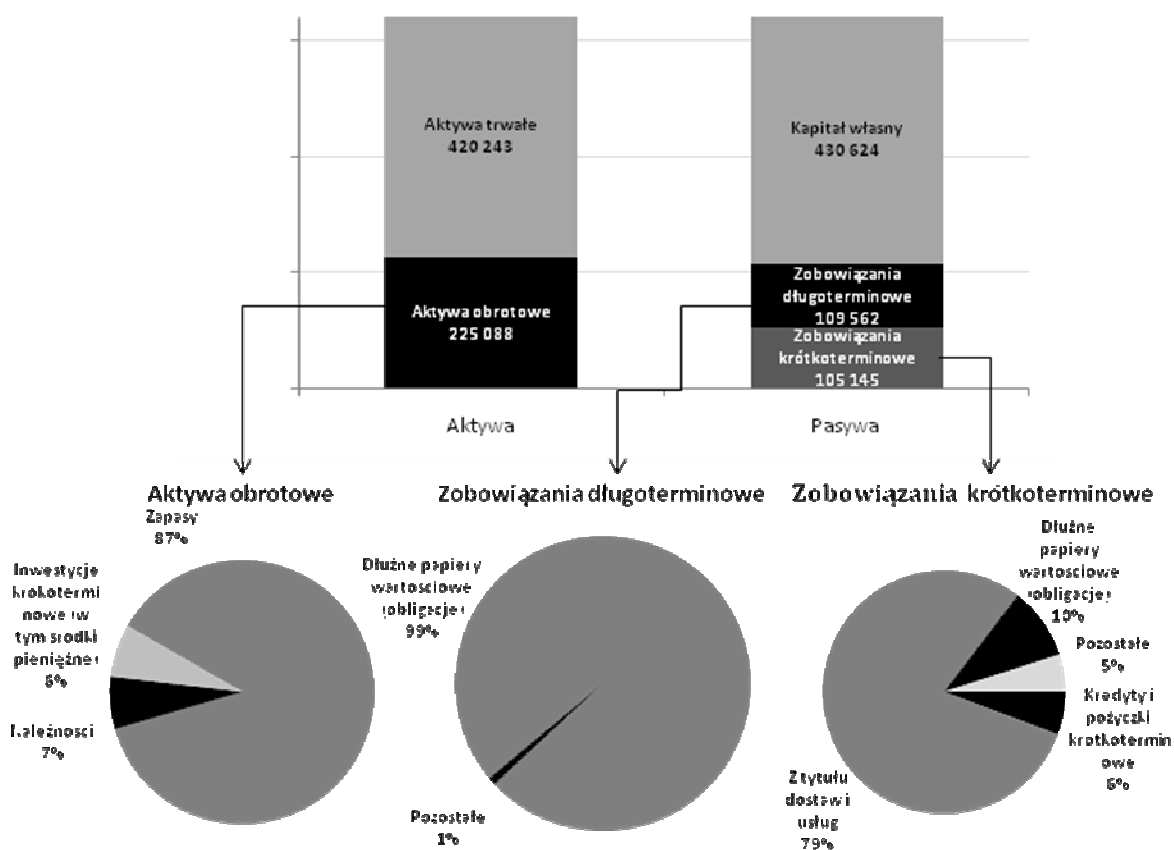 Aktywa trwałe
420 243
Kapitał własny
430 624
Aktywa obrotowe
225 088
Zobowiązania
długoterminowe
109 562
Zobowiązania
krótkoterminowe
105 145
Aktywa
Pasywa
Aktywa obrotowe
Zapasy
87%
Inwestycje
krokotermi
nowe (w
tym środki
pieniężne)
6%
Należności
7%
Zobowiązania długoterminowe
Dłużne papiery
wartościowe
(obligacje)
99%
Pozostałe
1%
Zobowiązania krótkoterminowe
Dłużne
papiery
wartościowe
(obligacje)
10%
Pozostałe
5%
Kredyty i
pożyczki
krótkotermin
owe
6%
Z tytułu
dostaw i
usług
79%